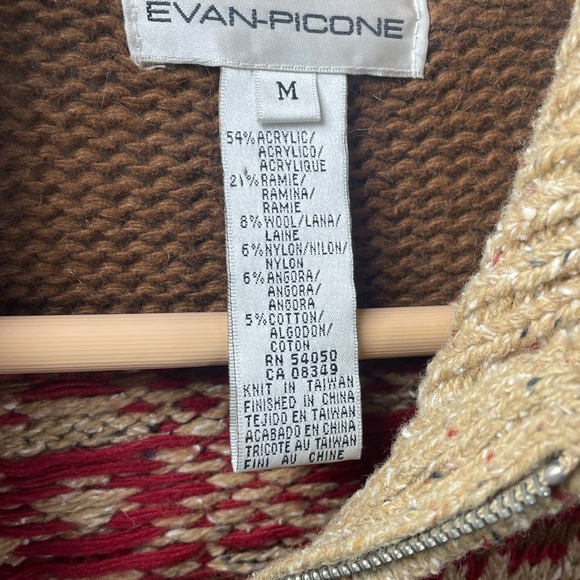 EVAN-PICONE
M
54% ACRYLIC/
ACRYLICO/
ACRYLIQUE
21% RAMIE/
RAMINA/
RAMIE
8% WOOL/LANA/
LAINE
6% NYLON/NILON/
NYLON
6% ANGORA/
ANGORA/
ANGORA
5% COTTON/
ALGODON/
COTON
RN 54050
CA 08349
KNIT IN TAIWAN
FINISHED IN CHINA
TEJIDO EN TAIWAN
ACABADO EN CHINA
TRICOTE AU TAIWAN
FINI AU CHINE